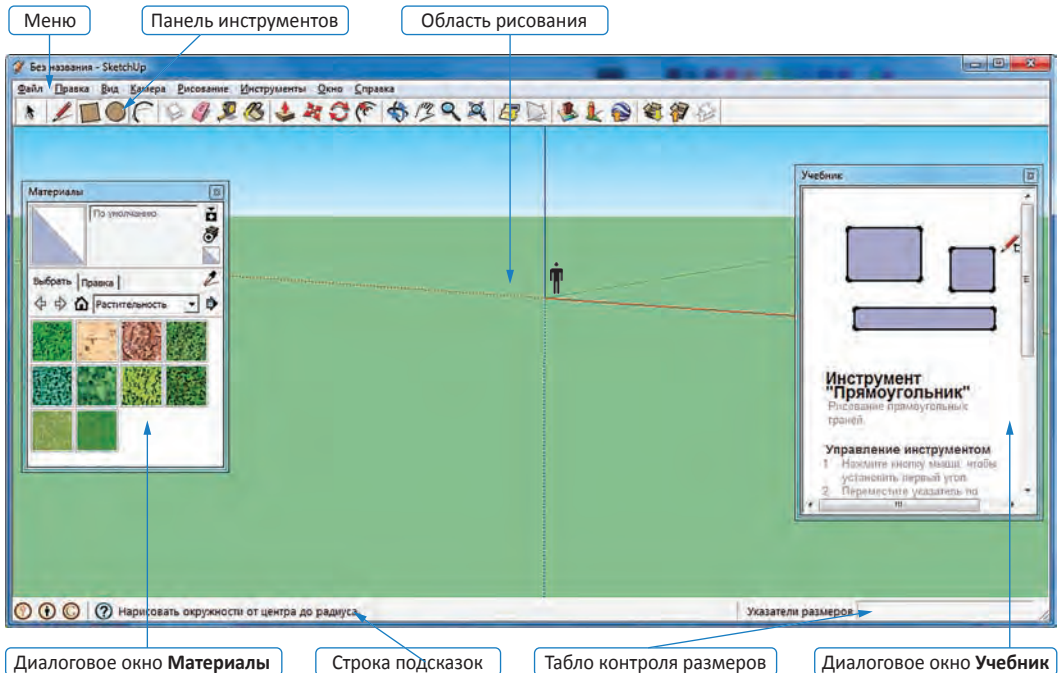 Меню
Панель инструментов
Область рисования
Без названия - SketchUp
Файл Правка Вид Камера Рисование Инструменты Окно Справка
Материалы
По умолчанию
Выбрать Правка
Растительность
Учебник
Инструмент
"Прямоугольник"
Рисование прямоугольных
граней.
Управление инструментом
1 Нажмите кнопку мыши, чтобы
установить первый угол.
2 Переместите указатель по
Нарисовать окружности от центра до радиуса.
Указатели размеров
Диалоговое окно Материалы
Строка подсказок
Табло контроля размеров
Диалоговое окно Учебник